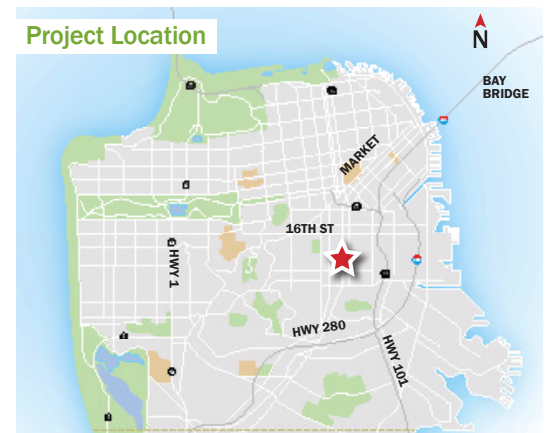 Project Location
N
BAY
BRIDGE
MARKET
16TH ST
HWY 1
HWY 280
HWY 101